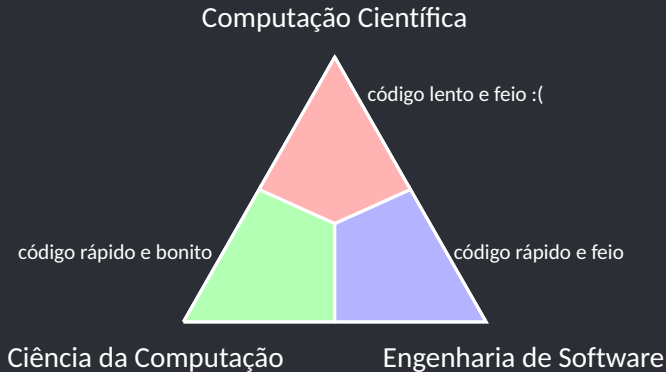 Computação Científica
código lento e feio :(
código rápido e bonito
código rápido e feio
Ciência da Computação
Engenharia de Software